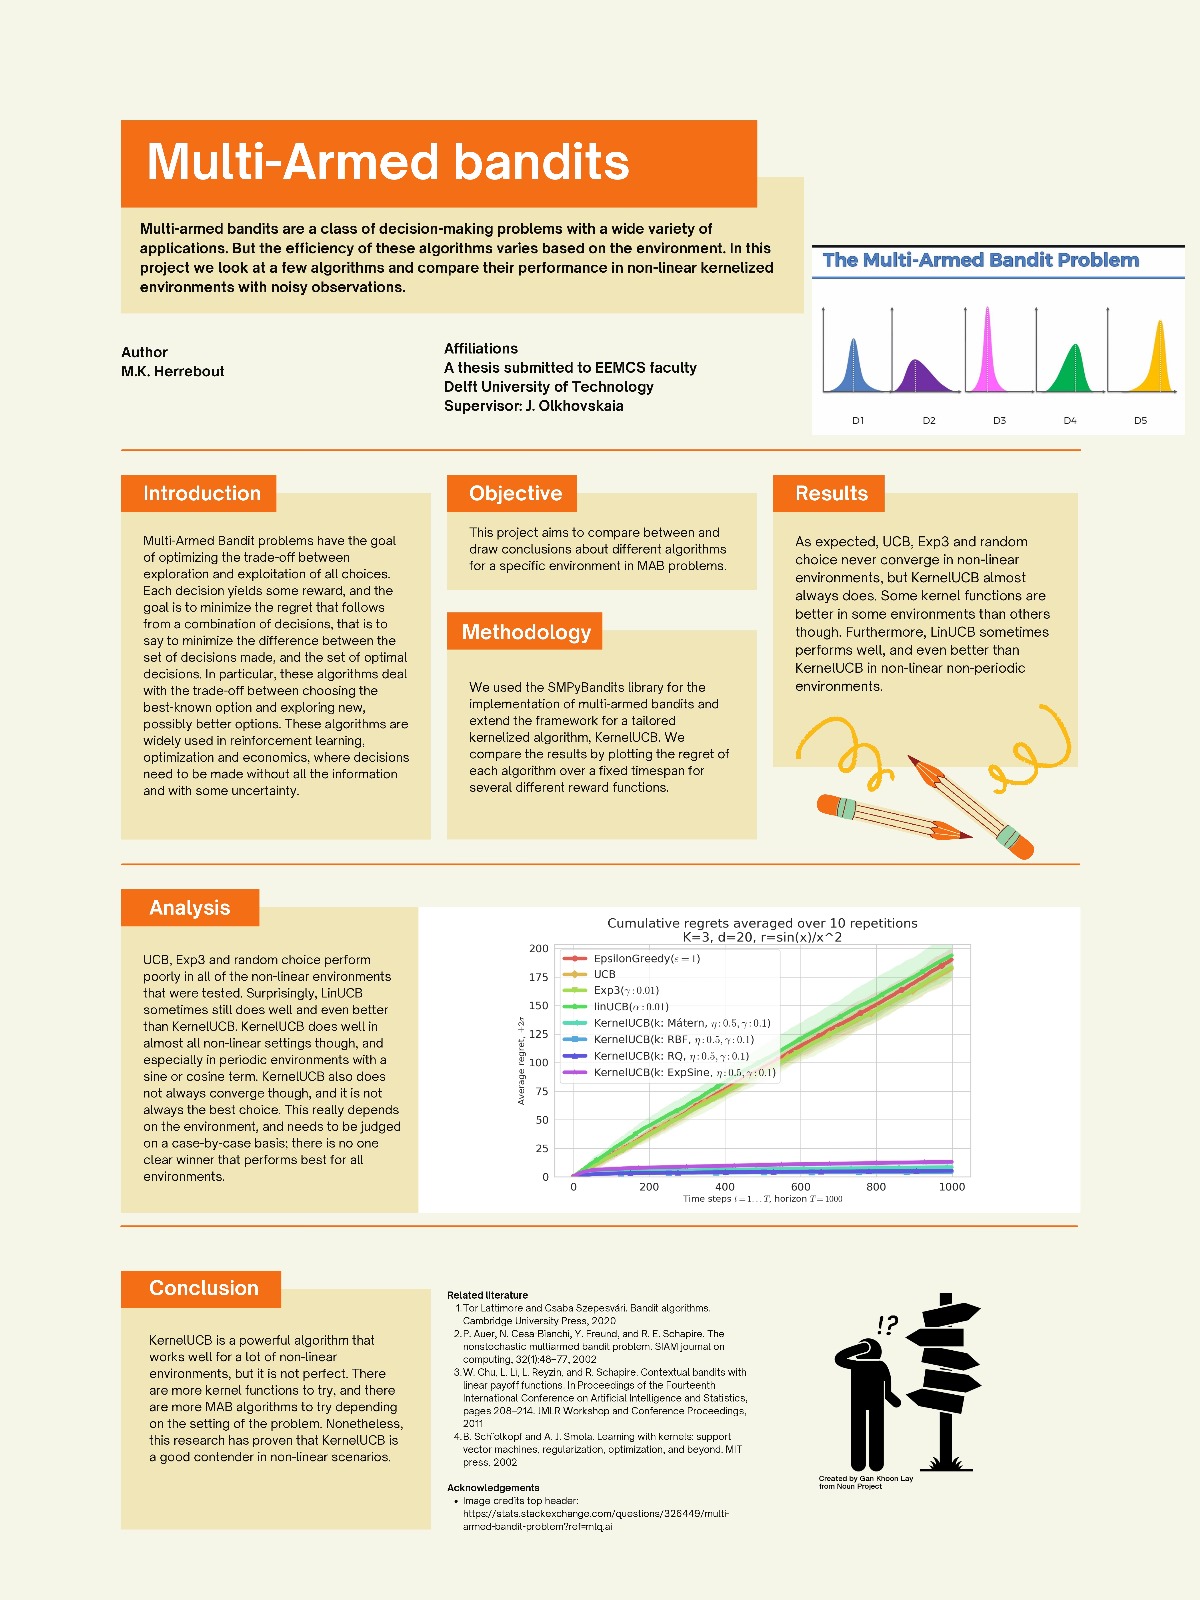 Multi-Armed bandits
Multi-armed bandits are a class of decision-making problems with a wide variety of
applications. But the efficiency of these algorithms varies based on the environment. In this
project we look at a few algorithms and compare their performance in non-linear kernelized
environments with noisy observations.
The Multi-Armed Bandit Problem
D1 D2 D3 D4 D5
Author
M.K. Herrebout
Affiliations
A thesis submitted to EEMCS faculty
Delft University of Technology
Supervisor: J. Olkhovskaia
Introduction
Multi-Armed Bandit problems have the goal
of optimizing the trade-off between
exploration and exploitation of all choices.
Each decision yields some reward, and the
goal is to minimize the regret that follows
from a combination of decisions, that is to
say to minimize the difference between the
set of decisions made, and the set of optimal
decisions. In particular, these algorithms deal
with the trade-off between choosing the
best-known option and exploring new,
possibly better options. These algorithms are
widely used in reinforcement learning,
optimization and economics, where decisions
need to be made without all the information
and with some uncertainty.
Objective
This project aims to compare between and
draw conclusions about different algorithms
for a specific environment in MAB problems.
Methodology
We used the SMPyBandits library for the
implementation of multi-armed bandits and
extend the framework for a tailored
kernelized algorithm, KernelUCB. We
compare the results by plotting the regret of
each algorithm over a fixed timespan for
several different reward functions.
Results
As expected, UCB, Exp3 and random
choice never converge in non-linear
environments, but KernelUCB almost
always does. Some kernel functions are
better in some environments than others
though. Furthermore, LinUCB sometimes
performs well, and even better than
KernelUCB in non-linear non-periodic
environments.
Analysis
UCB, Exp3 and random choice perform
poorly in all of the non-linear environments
that were tested. Surprisingly, LinUCB
sometimes still does well and even better
than KernelUCB. KernelUCB does well in
almost all non-linear settings though, and
especially in periodic environments with a
sine or cosine term. KernelUCB also does
not always converge though, and it is not
always the best choice. This really depends
on the environment, and needs to be judged
on a case-by-case basis; there is no one
clear winner that performs best for all
environments.
Cumulative regrets averaged over 10 repetitions
K=3, d=20, r=sin(x)/x^2
Average regret, ±2σ
200
175
150
125
100
75
50
25
0
EpsilonGreedy(ε = 1)
UCB
Exp3(γ : 0.01)
linUCB(α : 0.01)
KernelUCB(k: Mátern, η : 0.5, γ : 0.1)
KernelUCB(k: RBF, η : 0.5, γ : 0.1)
KernelUCB(k: RQ, η : 0.5, γ : 0.1)
KernelUCB(k: ExpSine, η : 0.5, γ : 0.1)
0 200 400 600 800 1000
Time steps t = 1...T, horizon T = 1000
Conclusion
KernelUCB is a powerful algorithm that
works well for a lot of non-linear
environments, but it is not perfect. There
are more kernel functions to try, and there
are more MAB algorithms to try depending
on the setting of the problem. Nonetheless,
this research has proven that KernelUCB is
a good contender in non-linear scenarios.
Related literature
1. Tor Lattimore and Csaba Szepesvári. Bandit algorithms.
Cambridge University Press, 2020
2. P. Auer, N. Cesa Bianchi, Y. Freund, and R. E. Schapire. The
nonstochastic multiarmed bandit problem. SIAM journal on
computing, 32(1):48–77, 2002
3. W. Chu, L. Li, L. Reyzin, and R. Schapire. Contextual bandits with
linear payoff functions. In Proceedings of the Fourteenth
International Conference on Artificial Intelligence and Statistics,
pages 208–214. JMLR Workshop and Conference Proceedings,
2011
4. B. Sch ̈olkopf and A. J. Smola. Learning with kernels: support
vector machines, regularization, optimization, and beyond. MIT
press, 2002
Acknowledgements
• Image credits top header:
https://stats.stackexchange.com/questions/326449/multi-
armed-bandit-problem?ref=mlq.ai
!?
Created by Gan Khoon Lay
from Noun Project